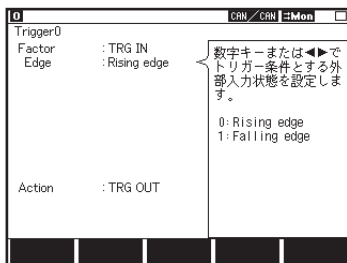 0 CAN/CAN ⇄Mon
Trigger0
Factor : TRG IN
Edge : Rising edge
数字キーまたは◀▶で
トリガー条件とする外
部入力状態を設定しま
す。
0:Rising edge
1:Falling edge
Action : TRG OUT